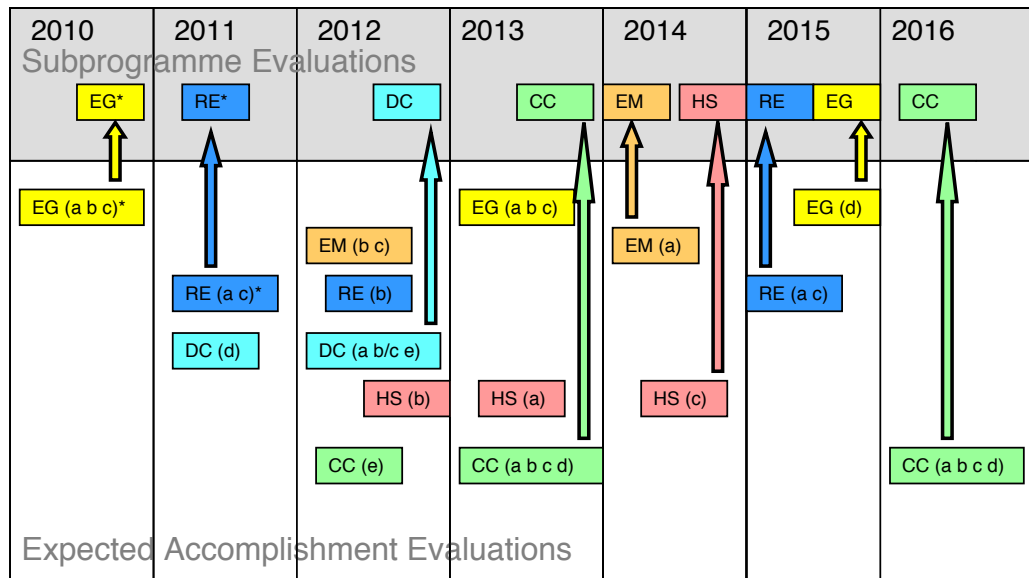 2010 2011 2012 2013 2014 2015 2016
Subprogramme Evaluations
EG* RE* DC CC EM HS RE EG CC
EG (a b c)* EG (a b c) EG (d)
EM (b c) EM (a)
RE (a c)* RE (b) RE (a c)
DC (d) DC (a b/c e)
HS (b) HS (a) HS (c)
CC (e) CC (a b c d) CC (a b c d)
Expected Accomplishment Evaluations